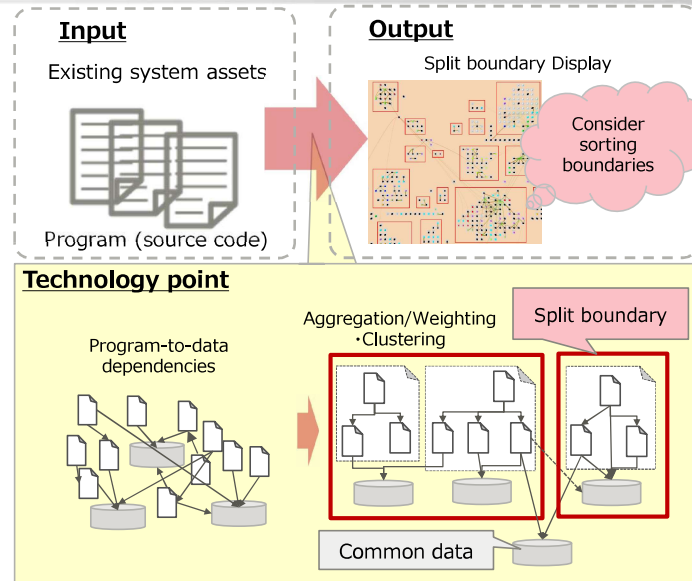 Input
Existing system assets
Program (source code)
Output
Split boundary Display
Consider
sorting
boundaries
Technology point
Program-to-data
dependencies
Aggregation/Weighting
・Clustering
Split boundary
Common data